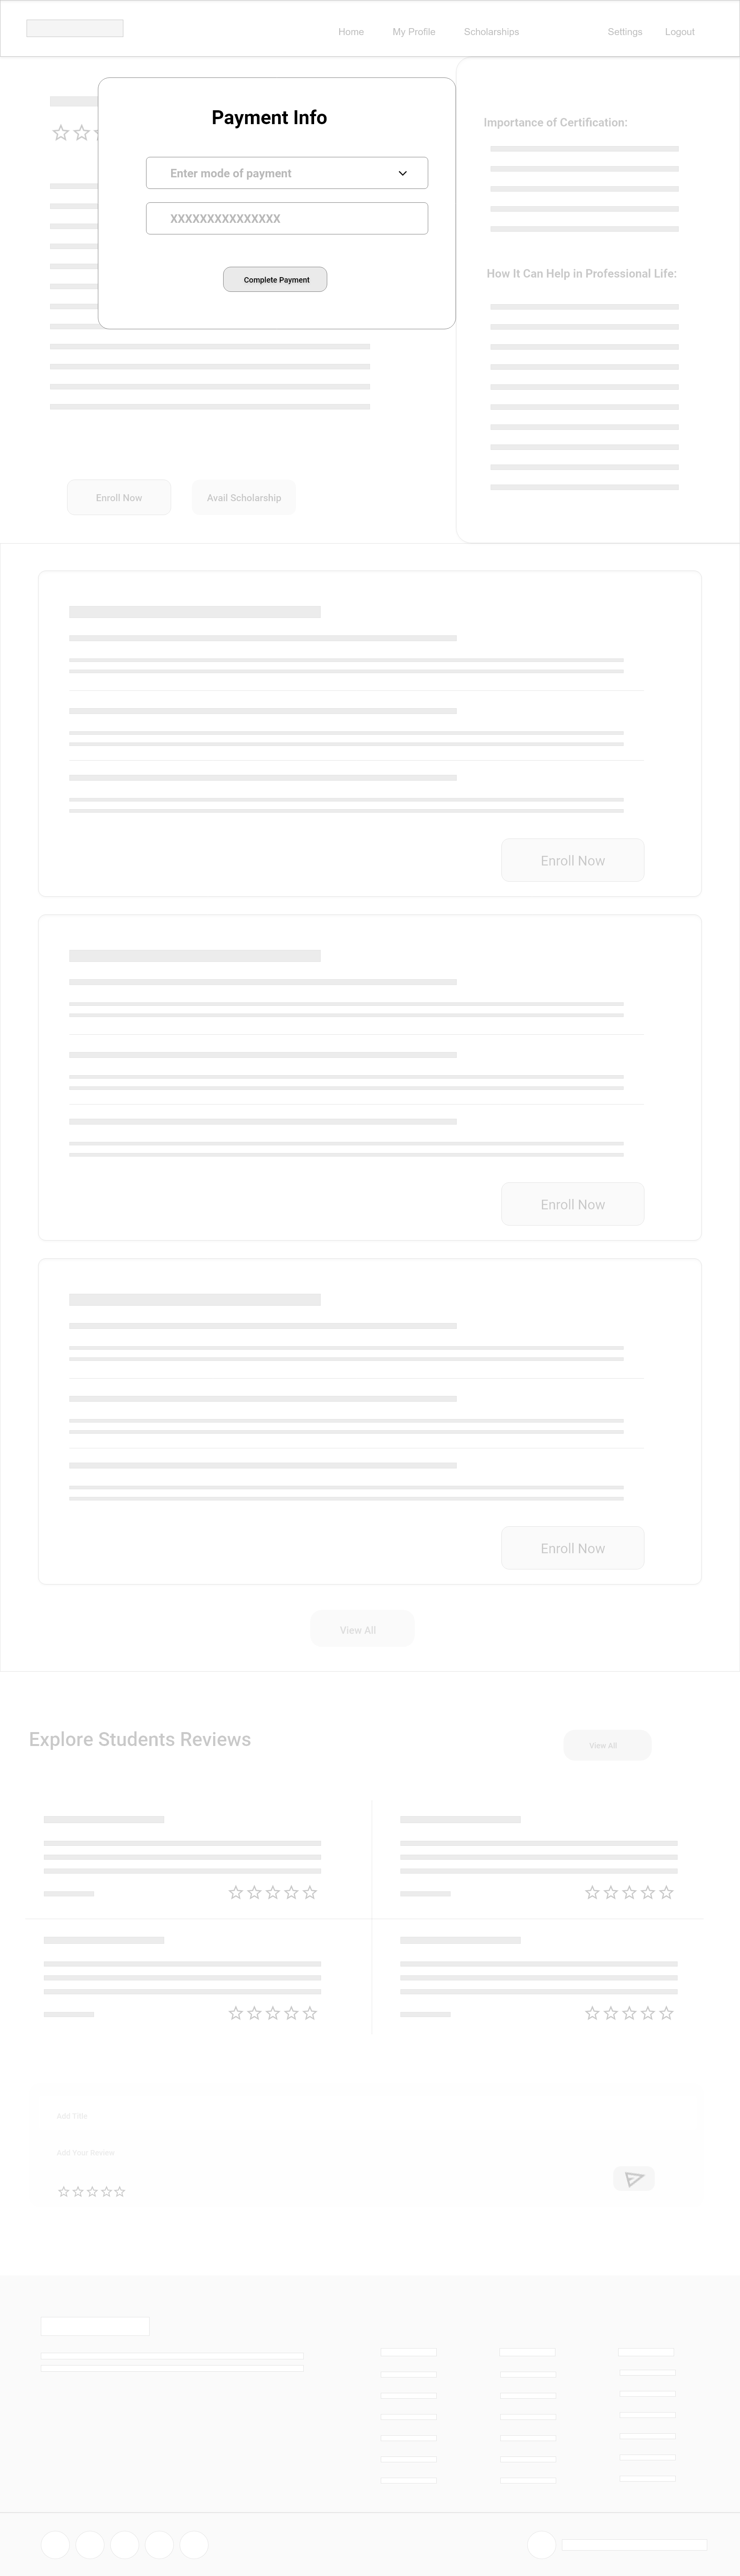 Home
My Profile
Scholarships
Settings
Logout
Payment Info
Enter mode of payment
XXXXXXXXXXXXXXX
Complete Payment
Importance of Certification:
How It Can Help in Professional Life:
Enroll Now
Avail Scholarship
Enroll Now
Enroll Now
Enroll Now
View All
Explore Students Reviews
View All
Add Title
Add Your Review